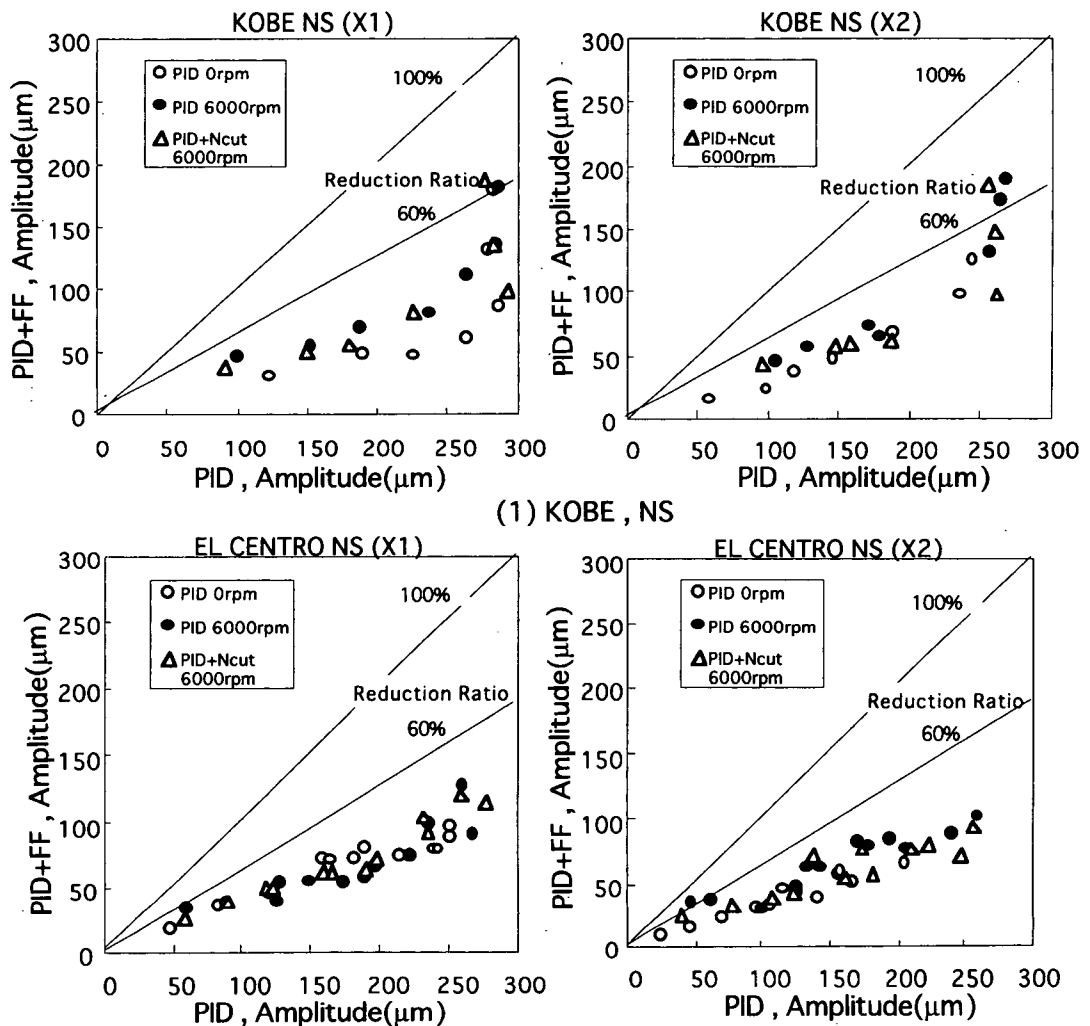 KOBE NS (X1)
300
250
200
150
100
50
0
PID+FF , Amplitude(μm)
PID 0rpm
PID 6000rpm
PID+Ncut
6000rpm
100%
Reduction Ratio
60%
0
50
100
150
200
250
300
PID , Amplitude(μm)
KOBE NS (X2)
300
250
200
150
100
50
0
PID+FF , Amplitude(μm)
PID 0rpm
PID 6000rpm
PID+Ncut
6000rpm
100%
Reduction Ratio
60%
0
50
100
150
200
250
300
PID , Amplitude(μm)
(1) KOBE , NS
EL CENTRO NS (X1)
300
250
200
150
100
50
0
PID+FF , Amplitude(μm)
PID 0rpm
PID 6000rpm
PID+Ncut
6000rpm
100%
Reduction Ratio
60%
0
50
100
150
200
250
300
PID , Amplitude(μm)
EL CENTRO NS (X2)
300
250
200
150
100
50
0
PID+FF , Amplitude(μm)
PID 0rpm
PID 6000rpm
PID+Ncut
6000rpm
100%
Reduction Ratio
60%
0
50
100
150
200
250
300
PID , Amplitude(μm)